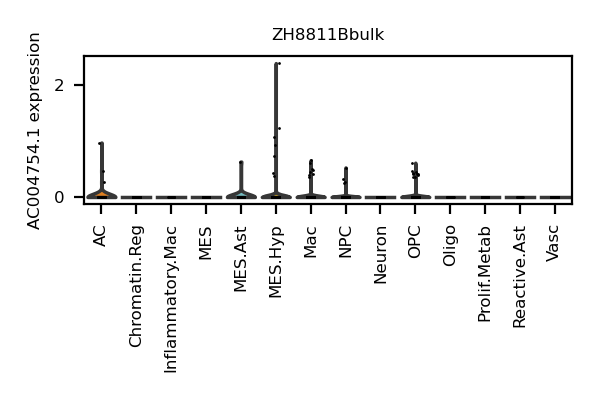 ZH8811Bbulk
AC004754.1 expression
2
0
AC
Chromatin.Reg
Inflammatory.Mac
MES
MES.Ast
MES.Hyp
Mac
NPC
Neuron
OPC
Oligo
Prolif.Metab
Reactive.Ast
Vasc